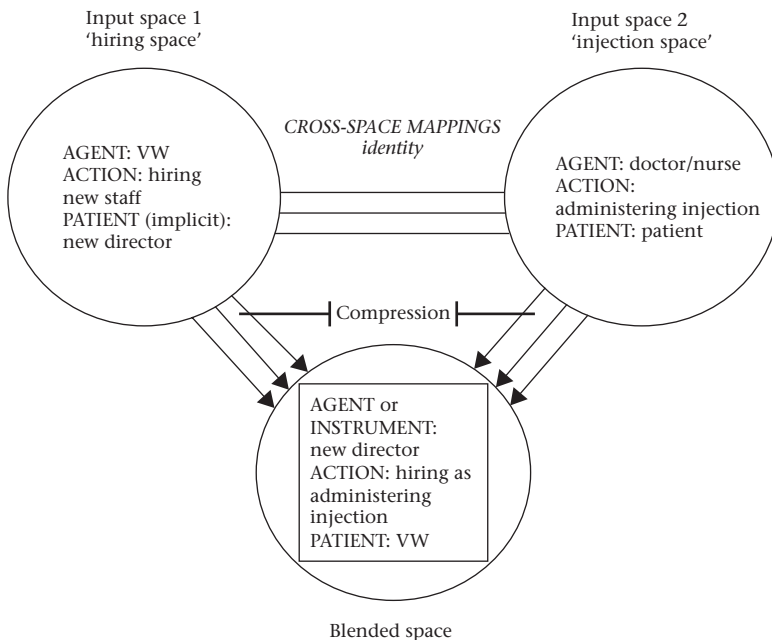 Input space 1
‘hiring space’
Input space 2
‘injection space’
CROSS-SPACE MAPPINGS
identity
AGENT: VW
ACTION: hiring
new staff
PATIENT (implicit):
new director
AGENT: doctor/nurse
ACTION:
administering injection
PATIENT: patient
Compression
AGENT or
INSTRUMENT:
new director
ACTION: hiring as
administering
injection
PATIENT: VW
Blended space